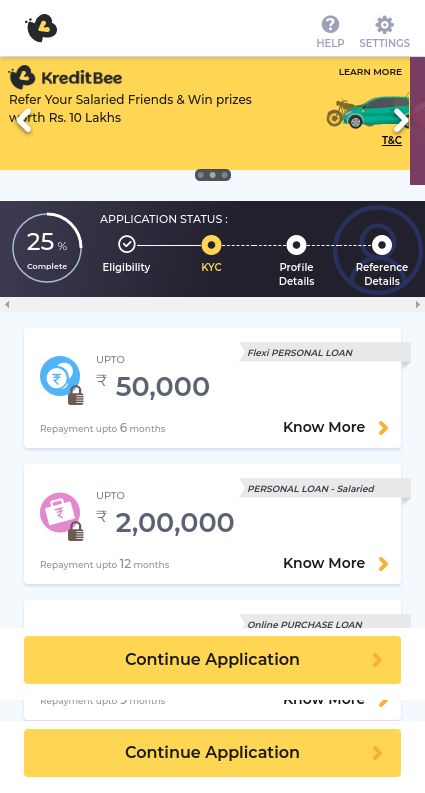 HELP
SETTINGS
KreditBee
LEARN MORE
Refer Your Salaried Friends & Win prizes
worth Rs. 10 Lakhs
T&C
25 %
Complete
APPLICATION STATUS :
Eligibility
KYC
Profile
Details
Reference
Details
Flexi PERSONAL LOAN
UPTO
₹ 50,000
Repayment upto 6 months
Know More
PERSONAL LOAN - Salaried
UPTO
₹ 2,00,000
Repayment upto 12 months
Know More
Online PURCHASE LOAN
Continue Application
Repayment upto 9 months
Know More
Continue Application